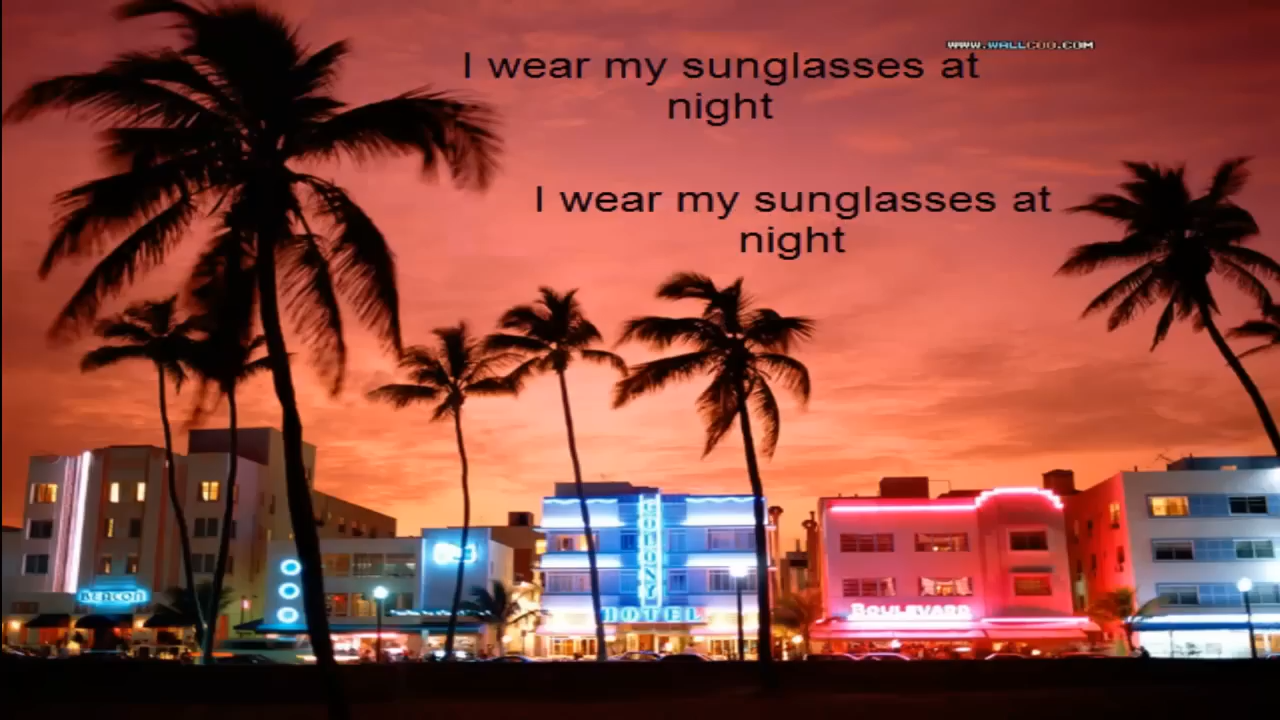 WWW.WALLCOO.COM
I wear my sunglasses at
night
I wear my sunglasses at
night
COLONY
HOTEL
BEACON
BOULEVARD